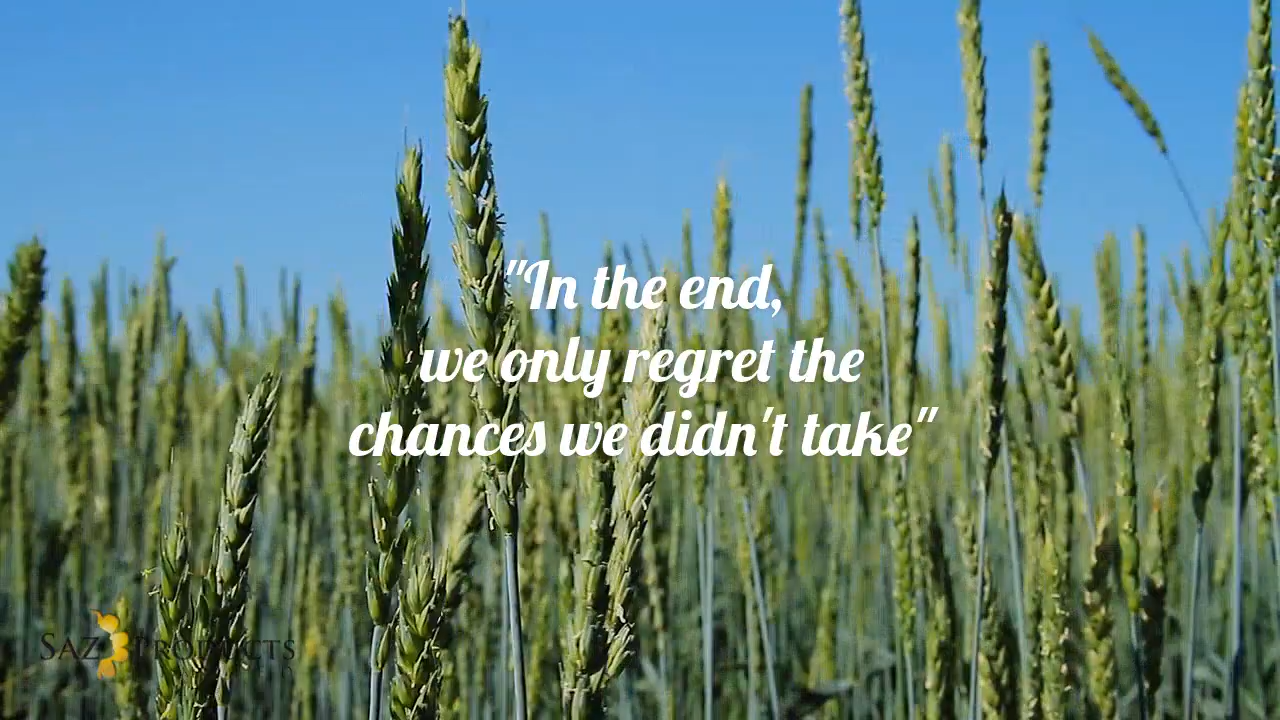 "In the end,
we only regret the
chances we didn't take"
SAZ PRODUCTS